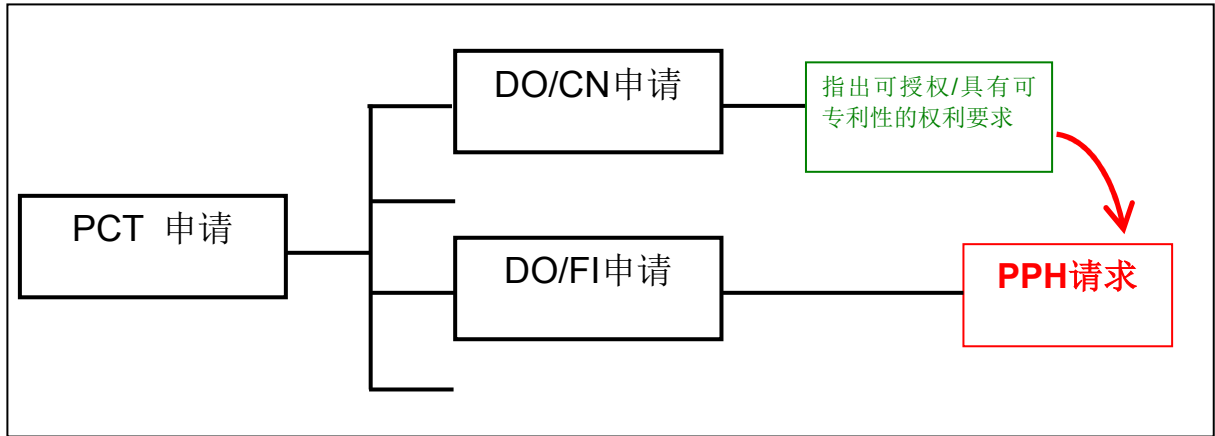 DO/CN申请
指出可授权/具有可
专利性的权利要求
PCT 申请
DO/FI申请
PPH请求